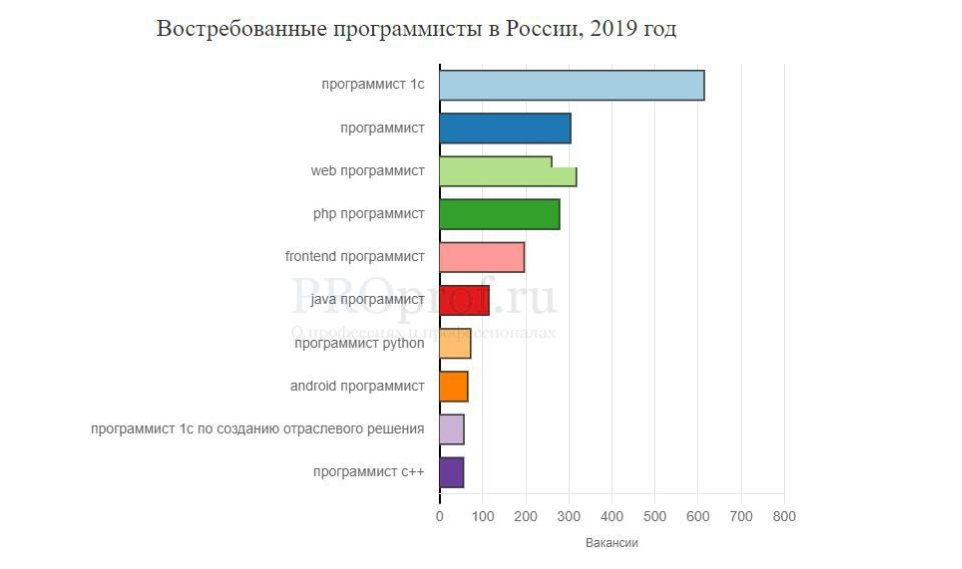 Востребованные программисты в России, 2019 год
программист 1с
программист
web программист
php программист
frontend программист
PROprof.ru
java программист
О профессиях и профессионалах
программист python
android программист
программист 1с по созданию отраслевого решения
программист c++
0 100 200 300 400 500 600 700 800
Вакансии